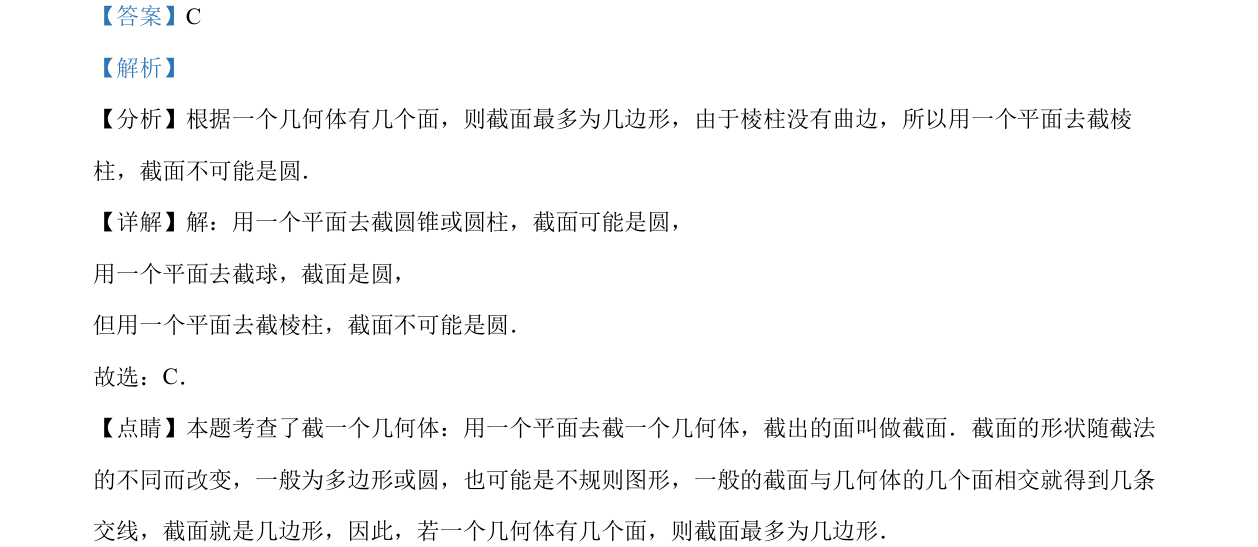 【答案】C
【解析】
【分析】根据一个几何体有几个面，则截面最多为几边形，由于棱柱没有曲边，所以用一个平面去截棱
柱，截面不可能是圆．
【详解】解：用一个平面去截圆锥或圆柱，截面可能是圆，
用一个平面去截球，截面是圆，
但用一个平面去截棱柱，截面不可能是圆．
故选：C．
【点睛】本题考查了截一个几何体：用一个平面去截一个几何体，截出的面叫做截面．截面的形状随截法
的不同而改变，一般为多边形或圆，也可能是不规则图形，一般的截面与几何体的几个面相交就得到几条
交线，截面就是几边形，因此，若一个几何体有几个面，则截面最多为几边形．